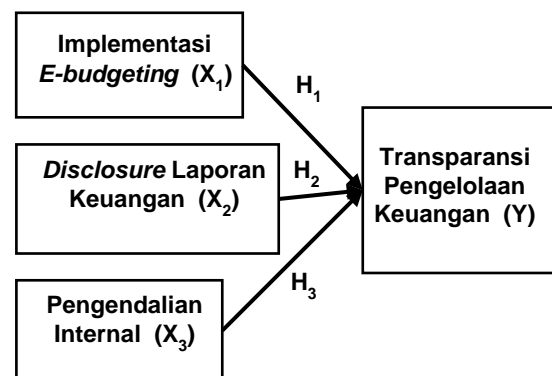 Implementasi
E-budgeting (X₁)
H₁
Disclosure Laporan
Keuangan (X₂)
H₂
Transparansi
Pengelolaan
Keuangan (Y)
H₃
Pengendalian
Internal (X₃)